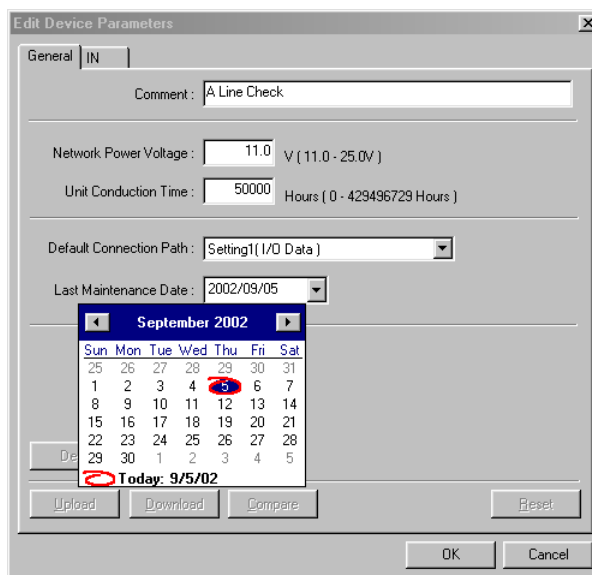 Edit Device Parameters
General IN
Comment : A Line Check
Network Power Voltage : 11.0 V ( 11.0 - 25.0V )
Unit Conduction Time : 50000 Hours ( 0 - 429496729 Hours )
Default Connection Path : Setting1( I/O Data )
Last Maintenance Date : 2002/09/05
September 2002
Sun Mon Tue Wed Thu Fri Sat
25 26 27 28 29 30 31
1 2 3 4 5 6 7
8 9 10 11 12 13 14
15 16 17 18 19 20 21
22 23 24 25 26 27 28
29 30 1 2 3 4 5
Today: 9/5/02
Upload Download Compare Reset
OK Cancel